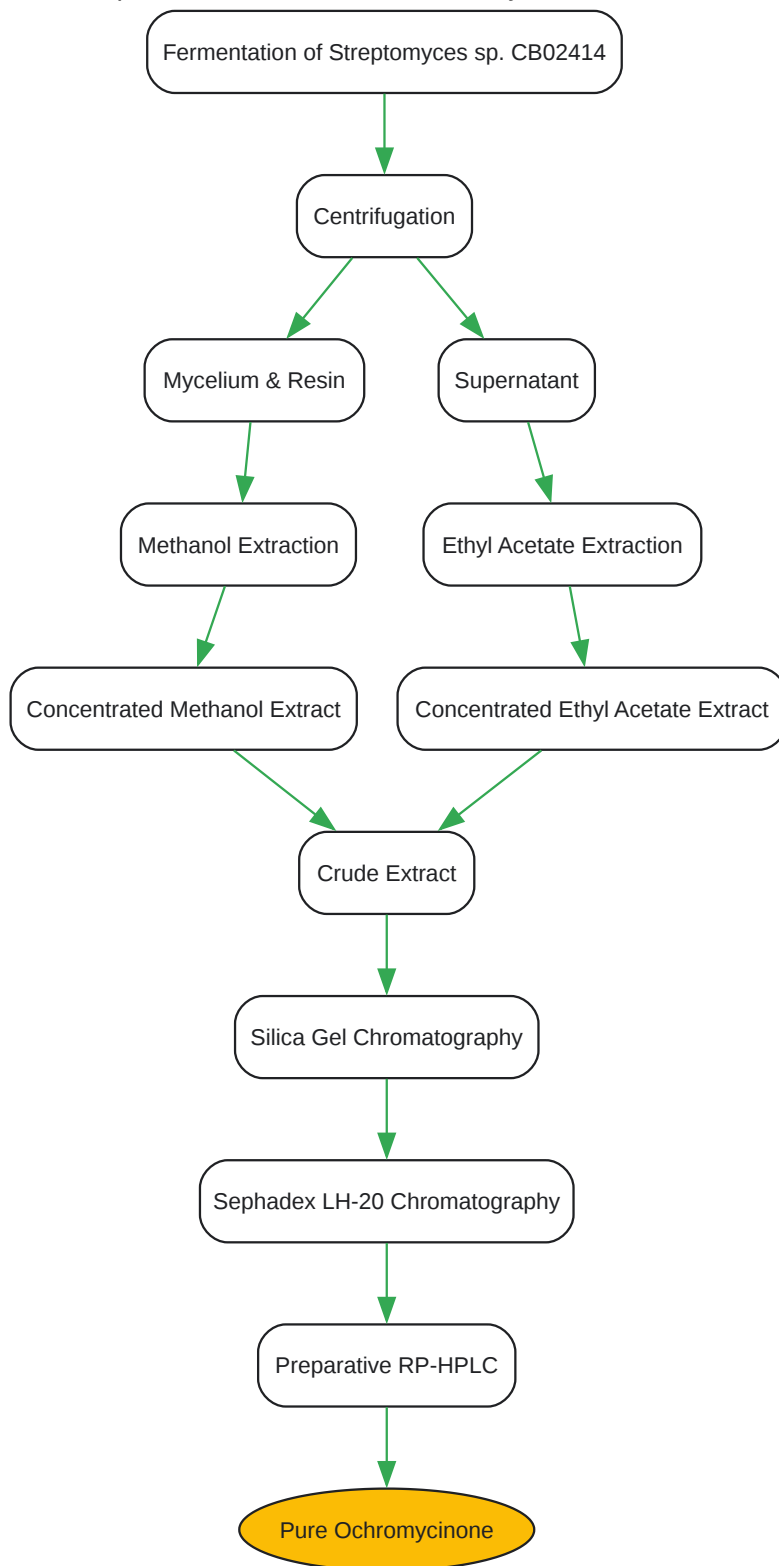 Fermentation of Streptomyces sp. CB02414
Centrifugation
Mycelium & Resin
Supernatant
Methanol Extraction
Ethyl Acetate Extraction
Concentrated Methanol Extract
Concentrated Ethyl Acetate Extract
Crude Extract
Silica Gel Chromatography
Sephadex LH-20 Chromatography
Preparative RP-HPLC
Pure Ochromycinone